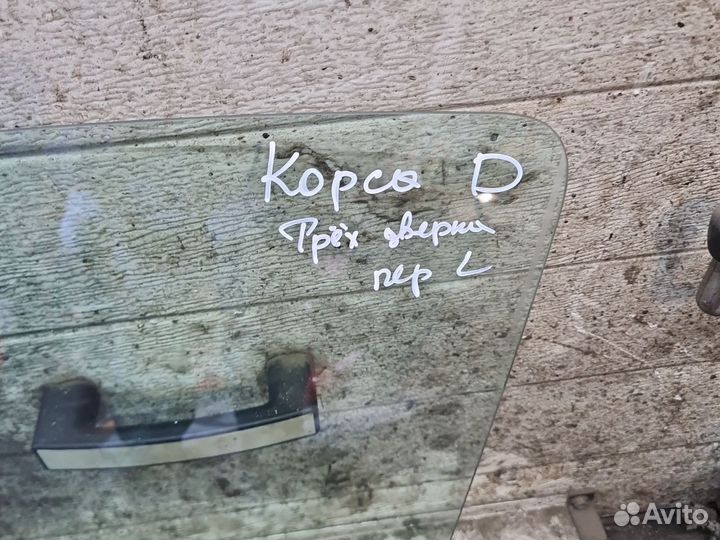 Корса D
Трёх дверка
пер L
Avito